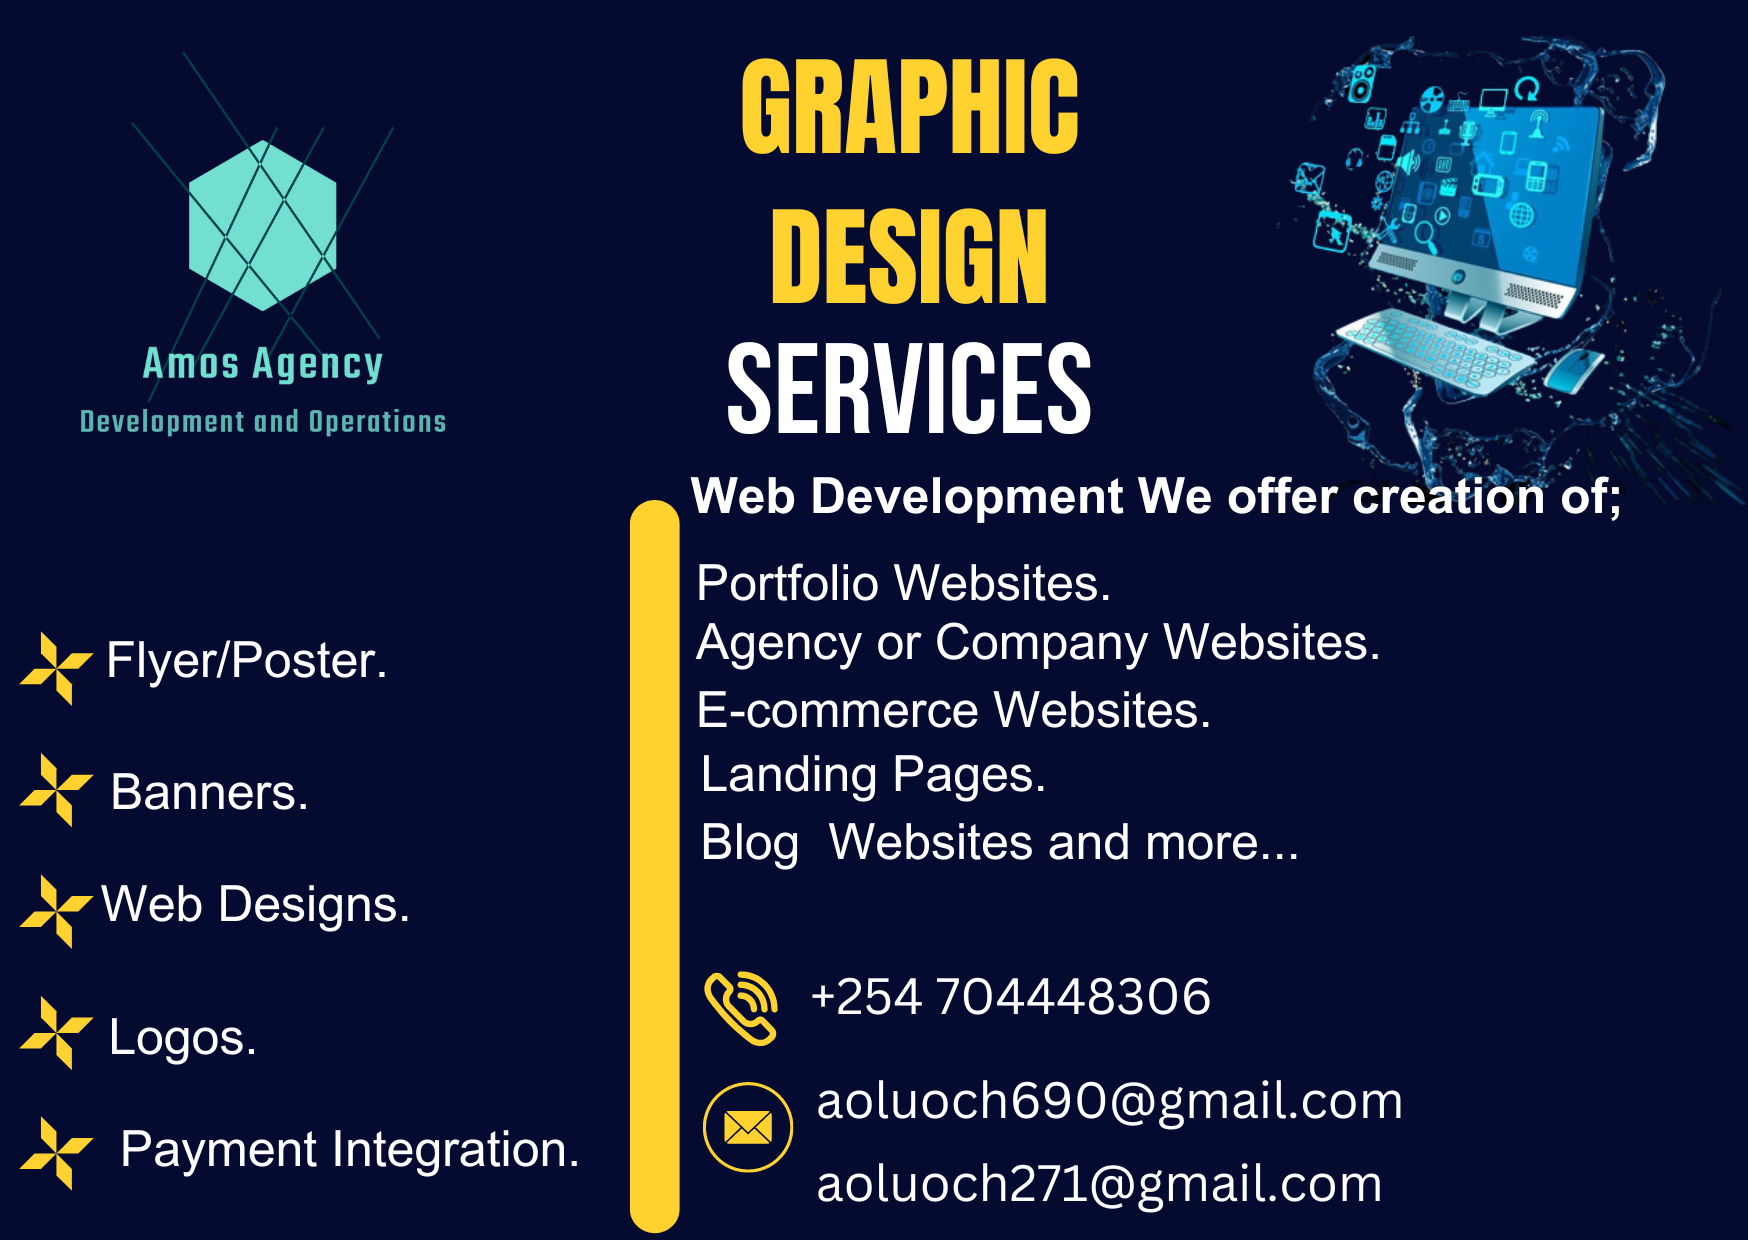 Amos Agency
Development and Operations
GRAPHIC
DESIGN
SERVICES
Flyer/Poster.
Banners.
Web Designs.
Logos.
Payment Integration.
Web Development We offer creation of;
Portfolio Websites.
Agency or Company Websites.
E-commerce Websites.
Landing Pages.
Blog  Websites and more...
+254 704448306
aoluoch690@gmail.com
aoluoch271@gmail.com